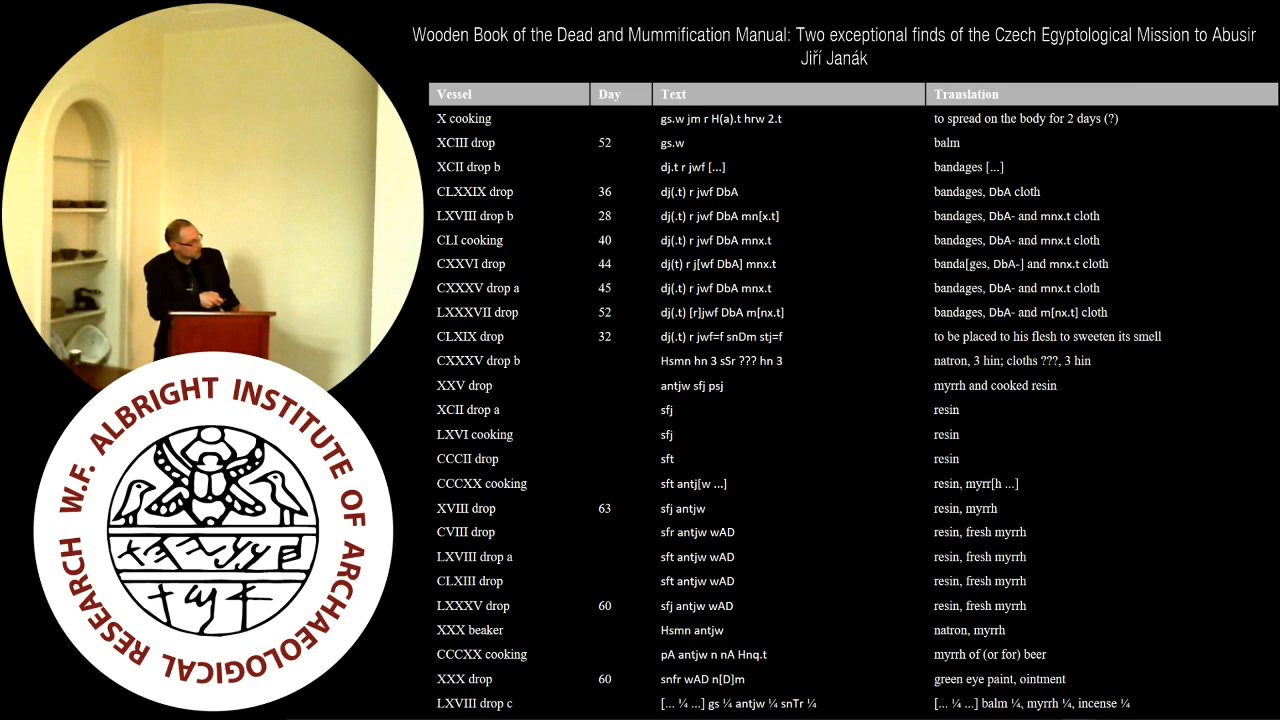 Wooden Book of the Dead and Mummification Manual: Two exceptional finds of the Czech Egyptological Mission to Abusir
Jiří Janák
Vessel Day Text Translation
X cooking gs.w jm r H(a).t hrw 2.t to spread on the body for 2 days (?)
XCIII drop 52 gs.w balm
XCII drop b dj.t r jwf [...] bandages [...]
CLXXIX drop 36 dj(.t) r jwf DbA bandages, DbA cloth
LXVIII drop b 28 dj(.t) r jwf DbA mn[x.t] bandages, DbA- and mnx.t cloth
CLI cooking 40 dj(.t) r jwf DbA mnx.t bandages, DbA- and mnx.t cloth
CXXVI drop 44 dj(t) r j[wf DbA] mnx.t banda[ges, DbA-] and mnx.t cloth
CXXXV drop a 45 dj(.t) r jwf DbA mnx.t bandages, DbA- and mnx.t cloth
LXXXVII drop 52 dj(.t) [r]jwf DbA m[nx.t] bandages, DbA- and m[nx.t] cloth
CLXIX drop 32 dj(.t) r jwf=f snDm stj=f to be placed to his flesh to sweeten its smell
CXXXV drop b Hsmn hn 3 sSr ??? hn 3 natron, 3 hin; cloths ???, 3 hin
XXV drop antjw sfj psj myrrh and cooked resin
XCII drop a sfj resin
LXVI cooking sfj resin
CCCII drop sft resin
CCCXX cooking sft antj[w ...] resin, myrr[h ...]
XVIII drop 63 sfj antjw resin, myrrh
CVIII drop sfr antjw wAD resin, fresh myrrh
LXVIII drop a sft antjw wAD resin, fresh myrrh
CLXIII drop sft antjw wAD resin, fresh myrrh
LXXXV drop 60 sfj antjw wAD resin, fresh myrrh
XXX beaker Hsmn antjw natron, myrrh
CCCXX cooking pA antjw n nA Hnq.t myrrh of (or for) beer
XXX drop 60 snfr wAD n[D]m green eye paint, ointment
LXVIII drop c [... ¼ ...] gs ¼ antjw ¼ snTr ¼ [... ¼ ...] balm ¼, myrrh ¼, incense ¼
W.F. ALBRIGHT INSTITUTE OF ARCHAEOLOGICAL RESEARCH